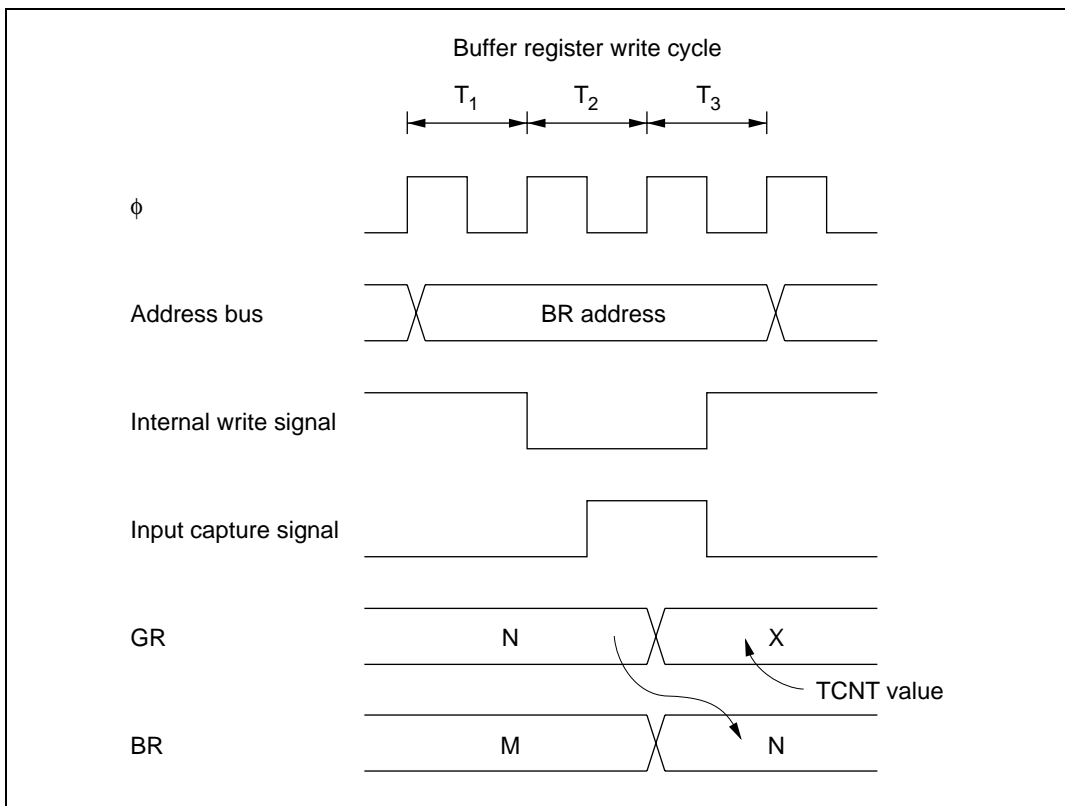 Buffer register write cycle
T1 T2 T3
φ
Address bus BR address
Internal write signal
Input capture signal
GR N X
TCNT value
BR M N